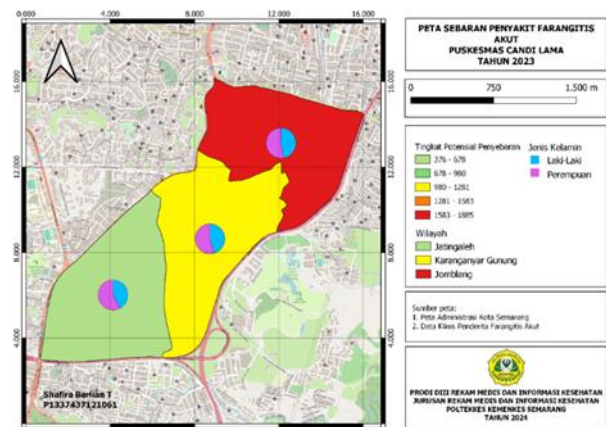 4.000 8.000 12.000 16.000
16.000
12.000
8.000
4.000
0.000
Shafira Berlian T
P1337437121061
PETA SEBARAN PENYAKIT FARANGITIS
AKUT
PUSKESMAS CANDI LAMA
TAHUN 2023
0 750 1.500 m
Tingkat Potensial Penyebaran
376 - 678
678 - 980
980 - 1281
1281 - 1583
1583 - 1885
Jenis Kelamin
Laki-Laki
Perempuan
Wilayah
Jatingaleh
Karanganyar Gunung
Jomblang
Sumber peta:
1. Peta Administrasi Kota Semarang
2. Data Klinis Penderita Farangitis Akut
PRODI DIII REKAM MEDIS DAN INFORMASI KESEHATAN
JURUSAN REKAM MEDIS DAN INFORMASI KESEHATAN
POLTEKKES KEMENKES SEMARANG
TAHUN 2024